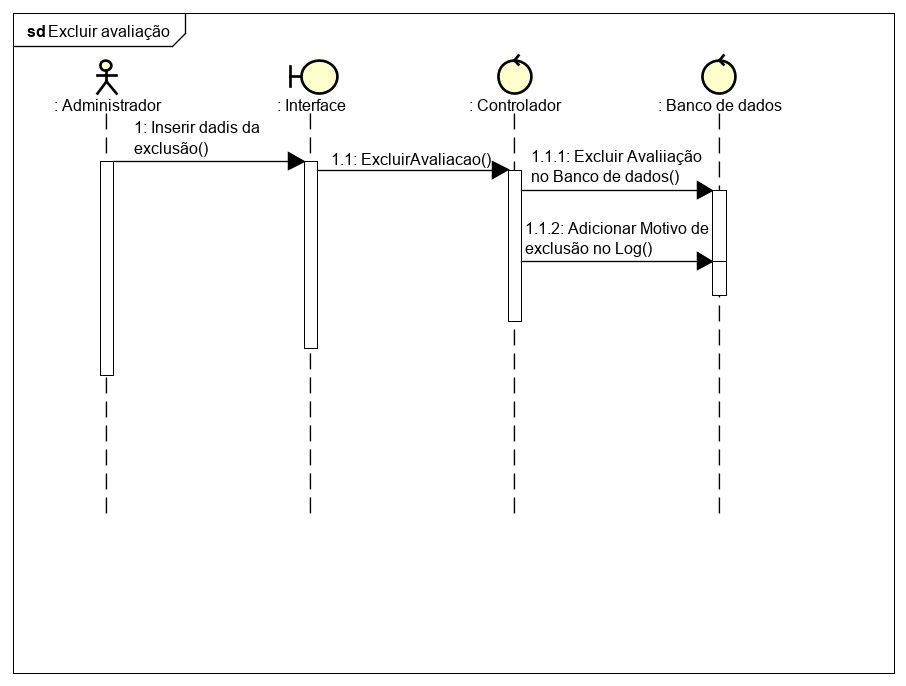 sd Excluir avaliação
: Administrador
: Interface
: Controlador
: Banco de dados
1: Inserir dadis da
exclusão()
1.1: ExcluirAvaliacao()
1.1.1: Excluir Avaliiação
no Banco de dados()
1.1.2: Adicionar Motivo de
exclusão no Log()